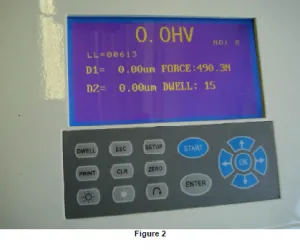 0.0HV
NO: 0
LL=00613
D1= 0.00um FORCE:490.3N
D2= 0.00um DWELL: 15
DWELL ESC SETUP START
PRINT CLR ZERO
OK
ENTER
Figure 2